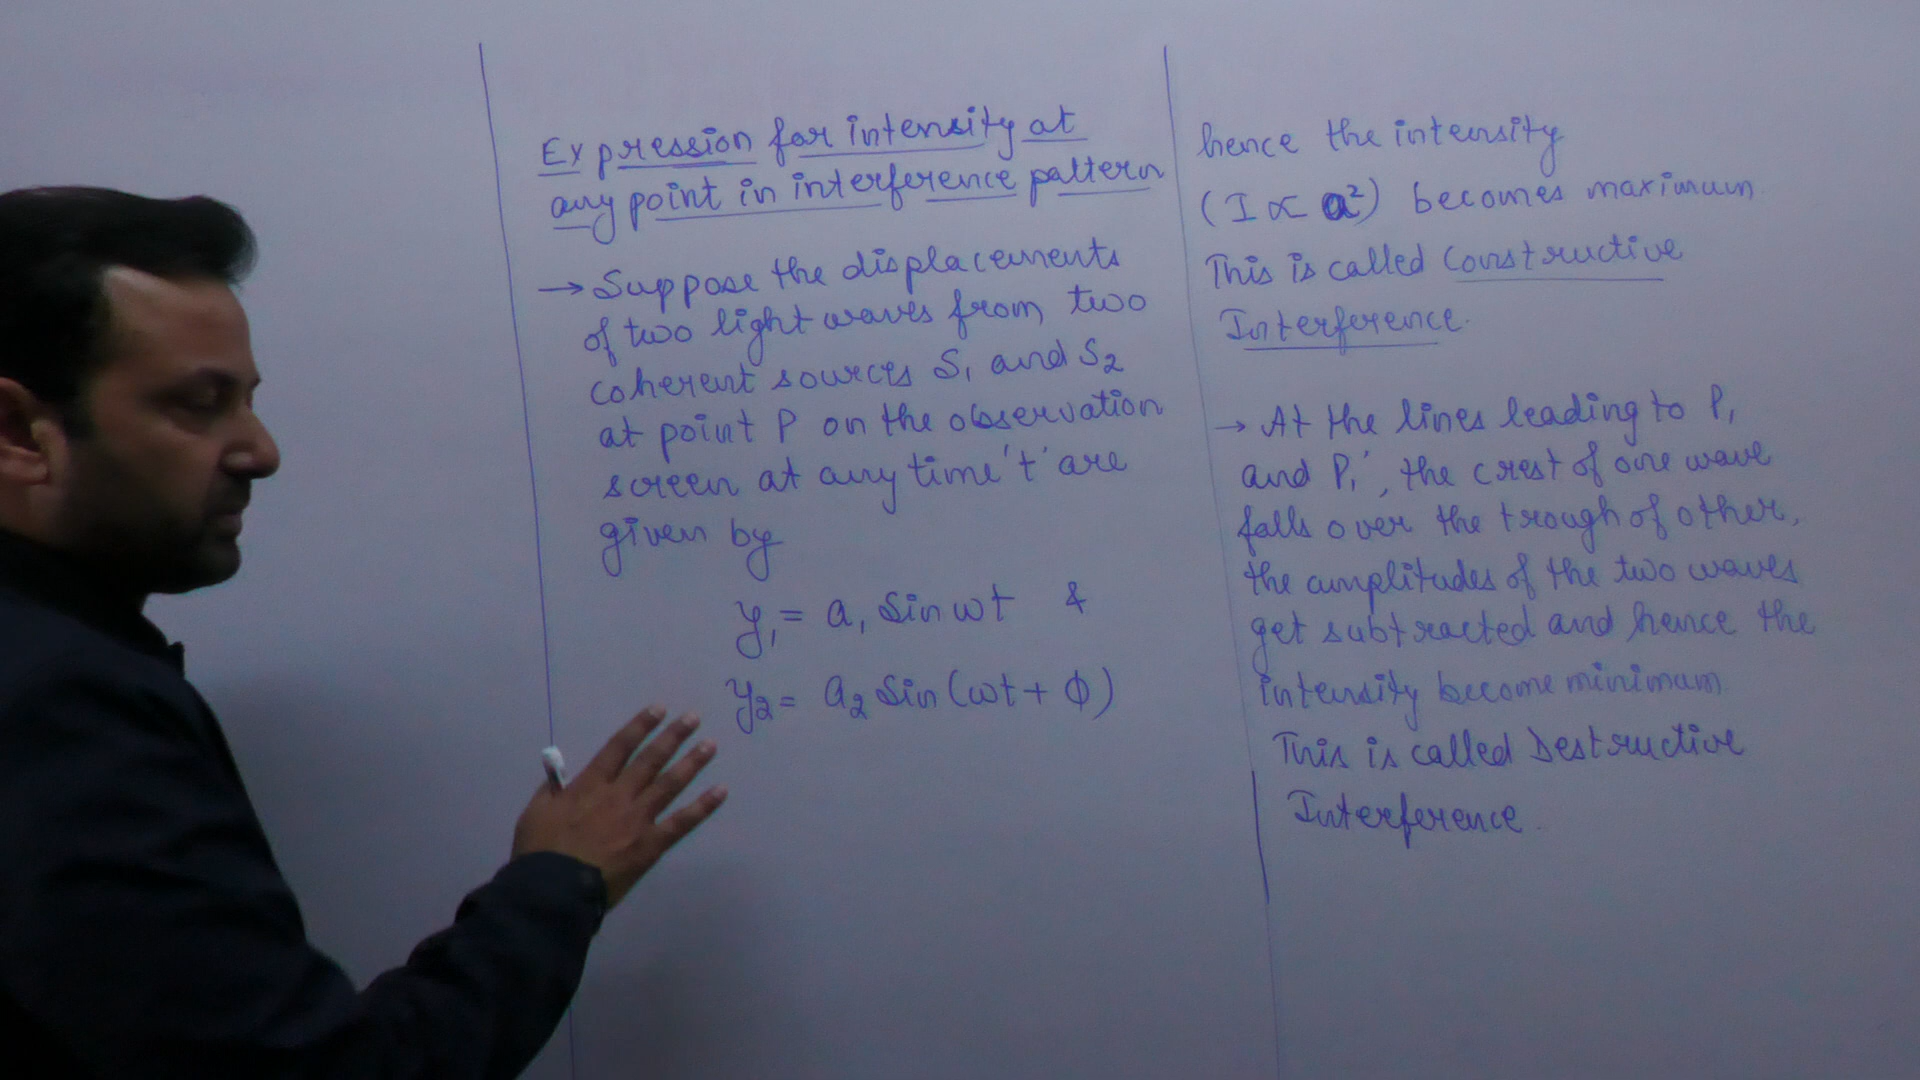 Expression for intensity at
any point in interference pattern
→ Suppose the displacements
of two light waves from two
coherent sources S₁ and S₂
at point P on the observation
screen at any time 't' are
given by
y₁ = a₁ Sin ωt &
y₂ = a₂ Sin (ωt + ϕ)
hence the intensity
(I ∝ a²) becomes maximum
This is called Constructive
Interference.
→ At the lines leading to P₁
and P₁', the crest of one wave
falls over the trough of other,
the amplitudes of the two waves
get subtracted and hence the
intensity become minimum
This is called Destructive
Interference.